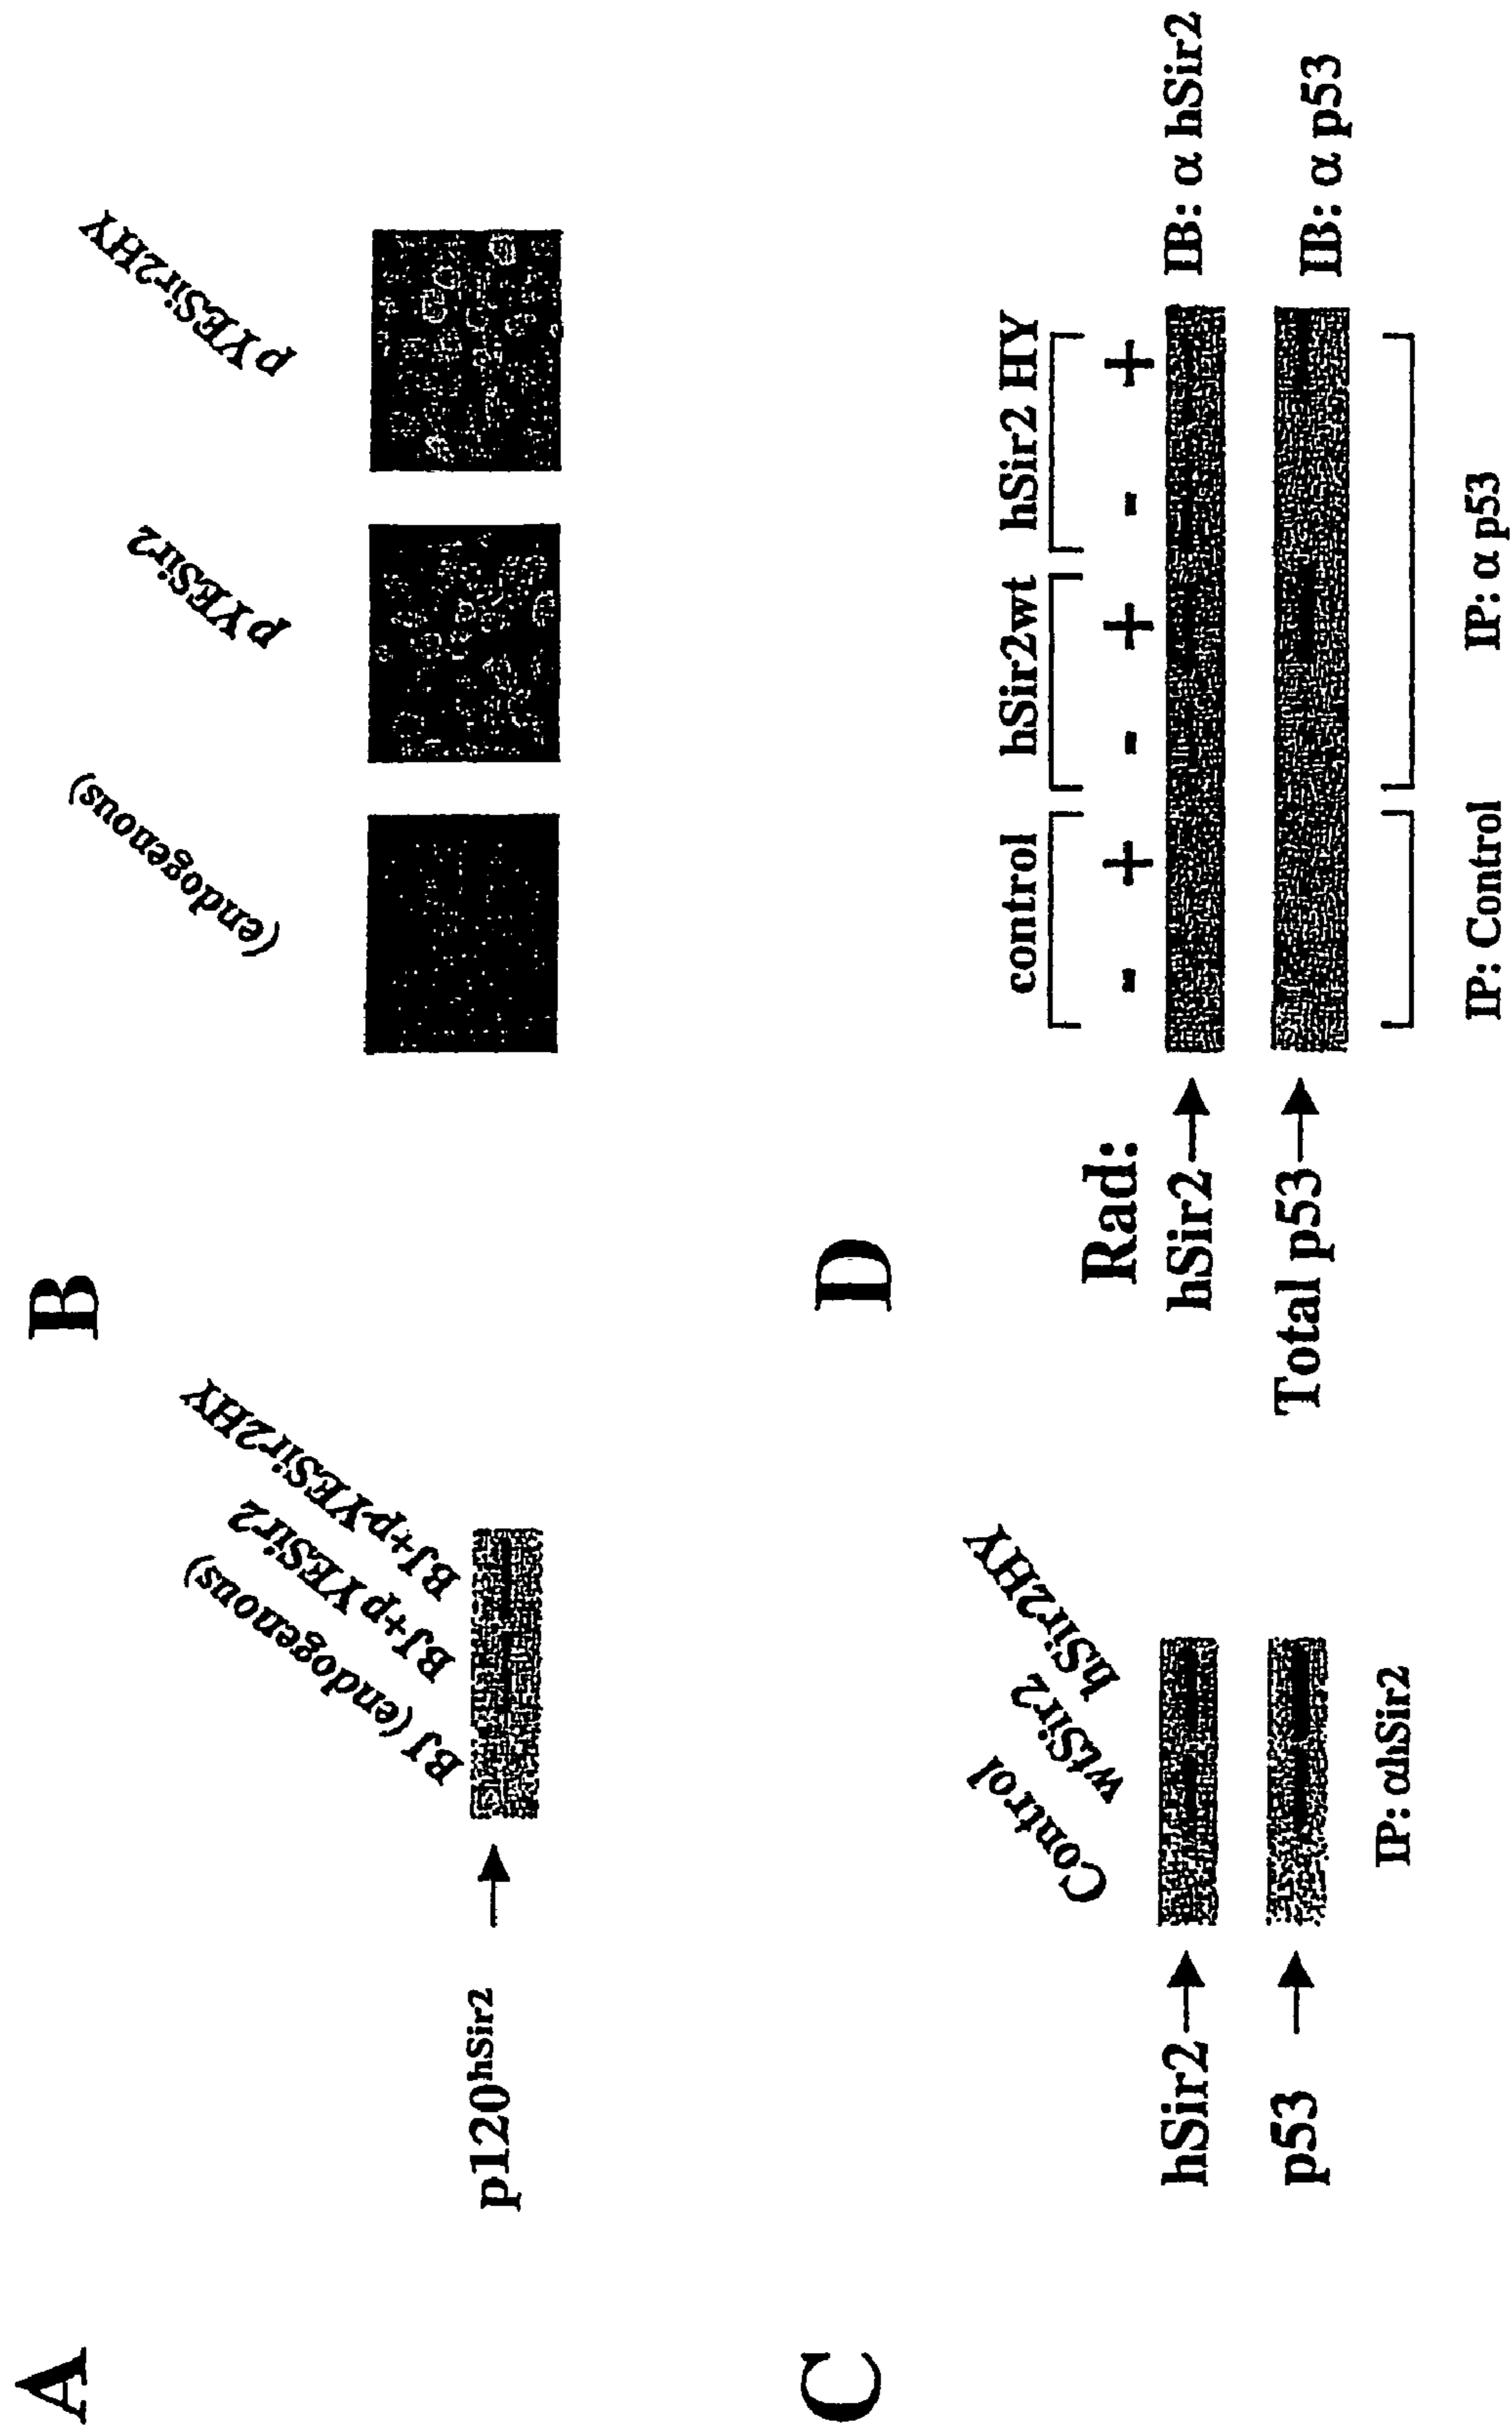 A
BJ (endogenous)
BJ+pYESir2
BJ+pYESir2HY
p120hSir2
B
(endogenous)
pYESir2
pYESir2HY
C
Control
wtSir2
hSir2HY
hSir2
p53
IP: αhSir2
D
control hSir2wt hSir2 HY
Rad: - + - + - +
hSir2 IB: α hSir2
Total p53 IB: α p53
IP: Control IP: α p53